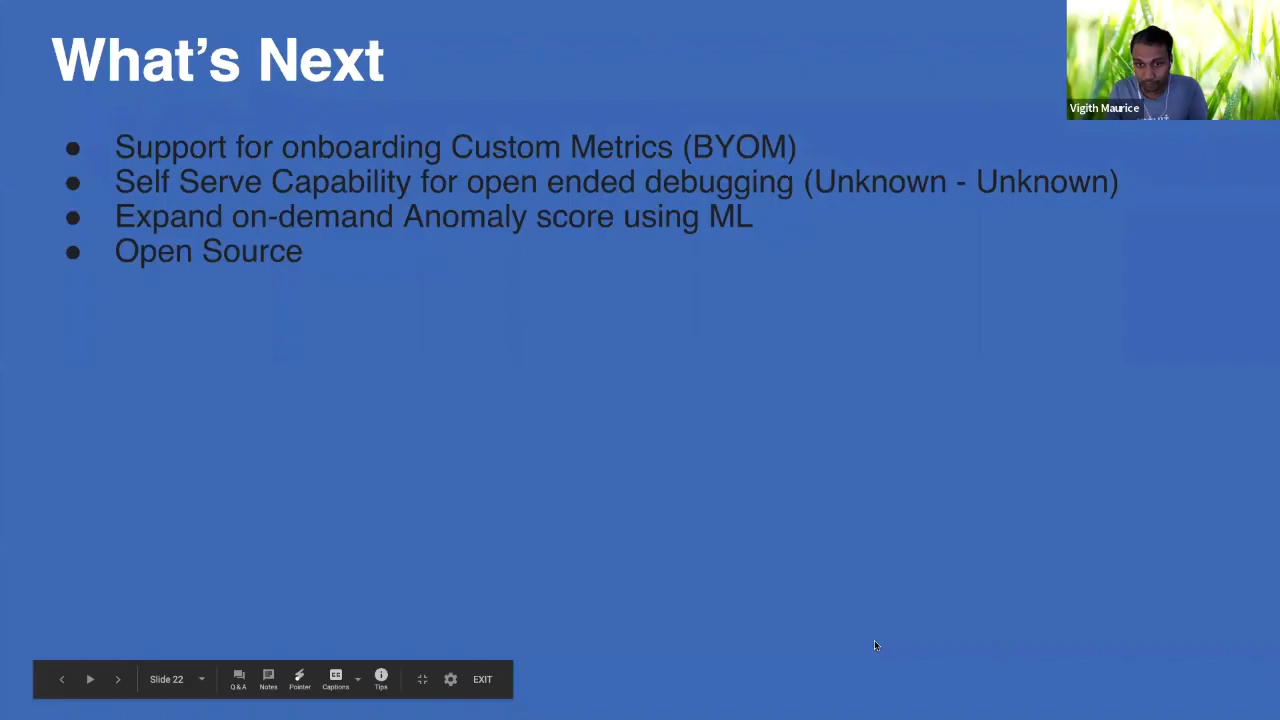 What's Next
Vigith Maurice
● Support for onboarding Custom Metrics (BYOM)
● Self Serve Capability for open ended debugging (Unknown - Unknown)
● Expand on-demand Anomaly score using ML
● Open Source
Slide 22 Q&A Notes Pointer Captions Tips EXIT